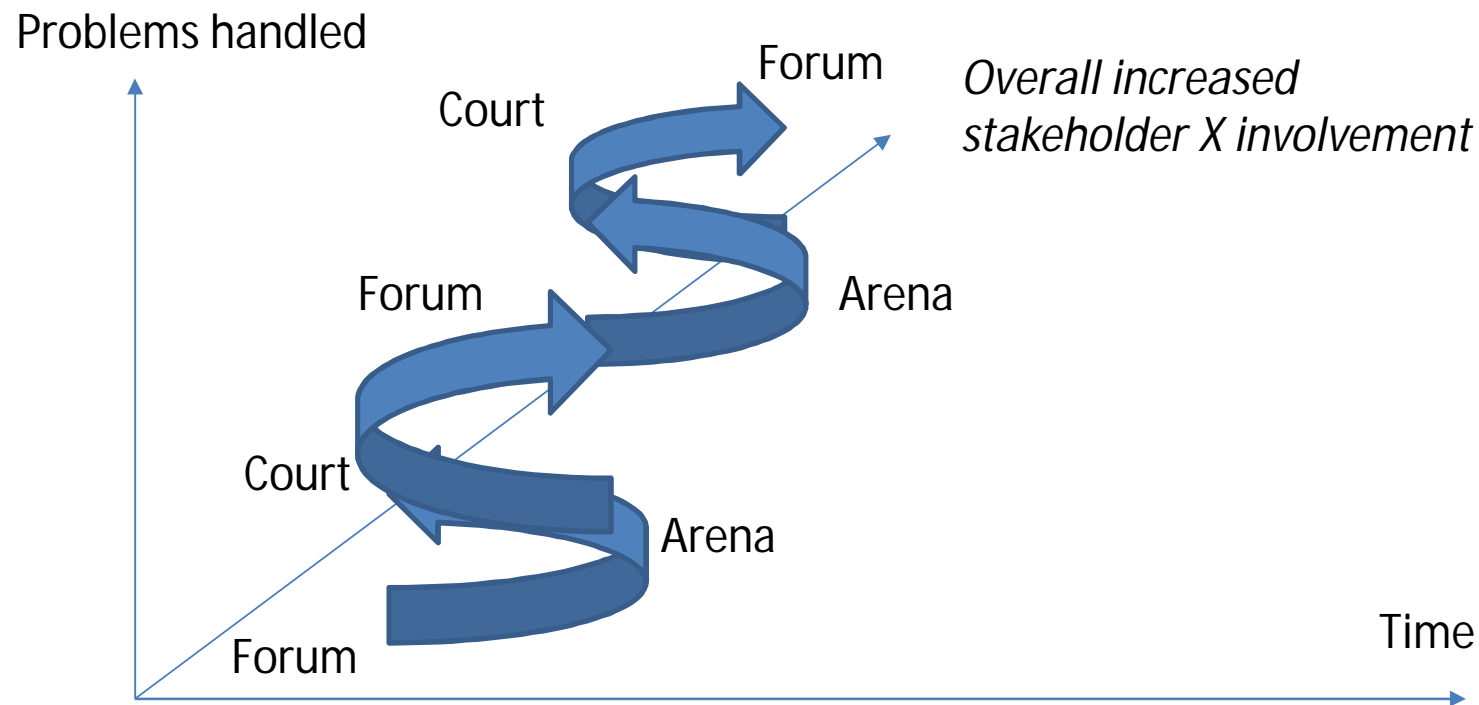 Problems handled
Forum
Court
Overall increased
stakeholder X involvement
Forum
Arena
Court
Arena
Forum
Time